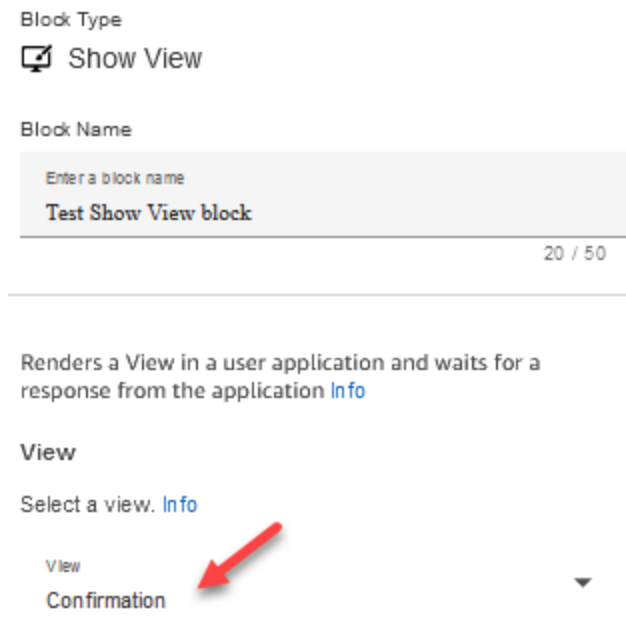 Block Type
Show View
Block Name
Enter a block name
Test Show View block
20 / 50
Renders a View in a user application and waits for a
response from the application Info
View
Select a view. Info
View
Confirmation